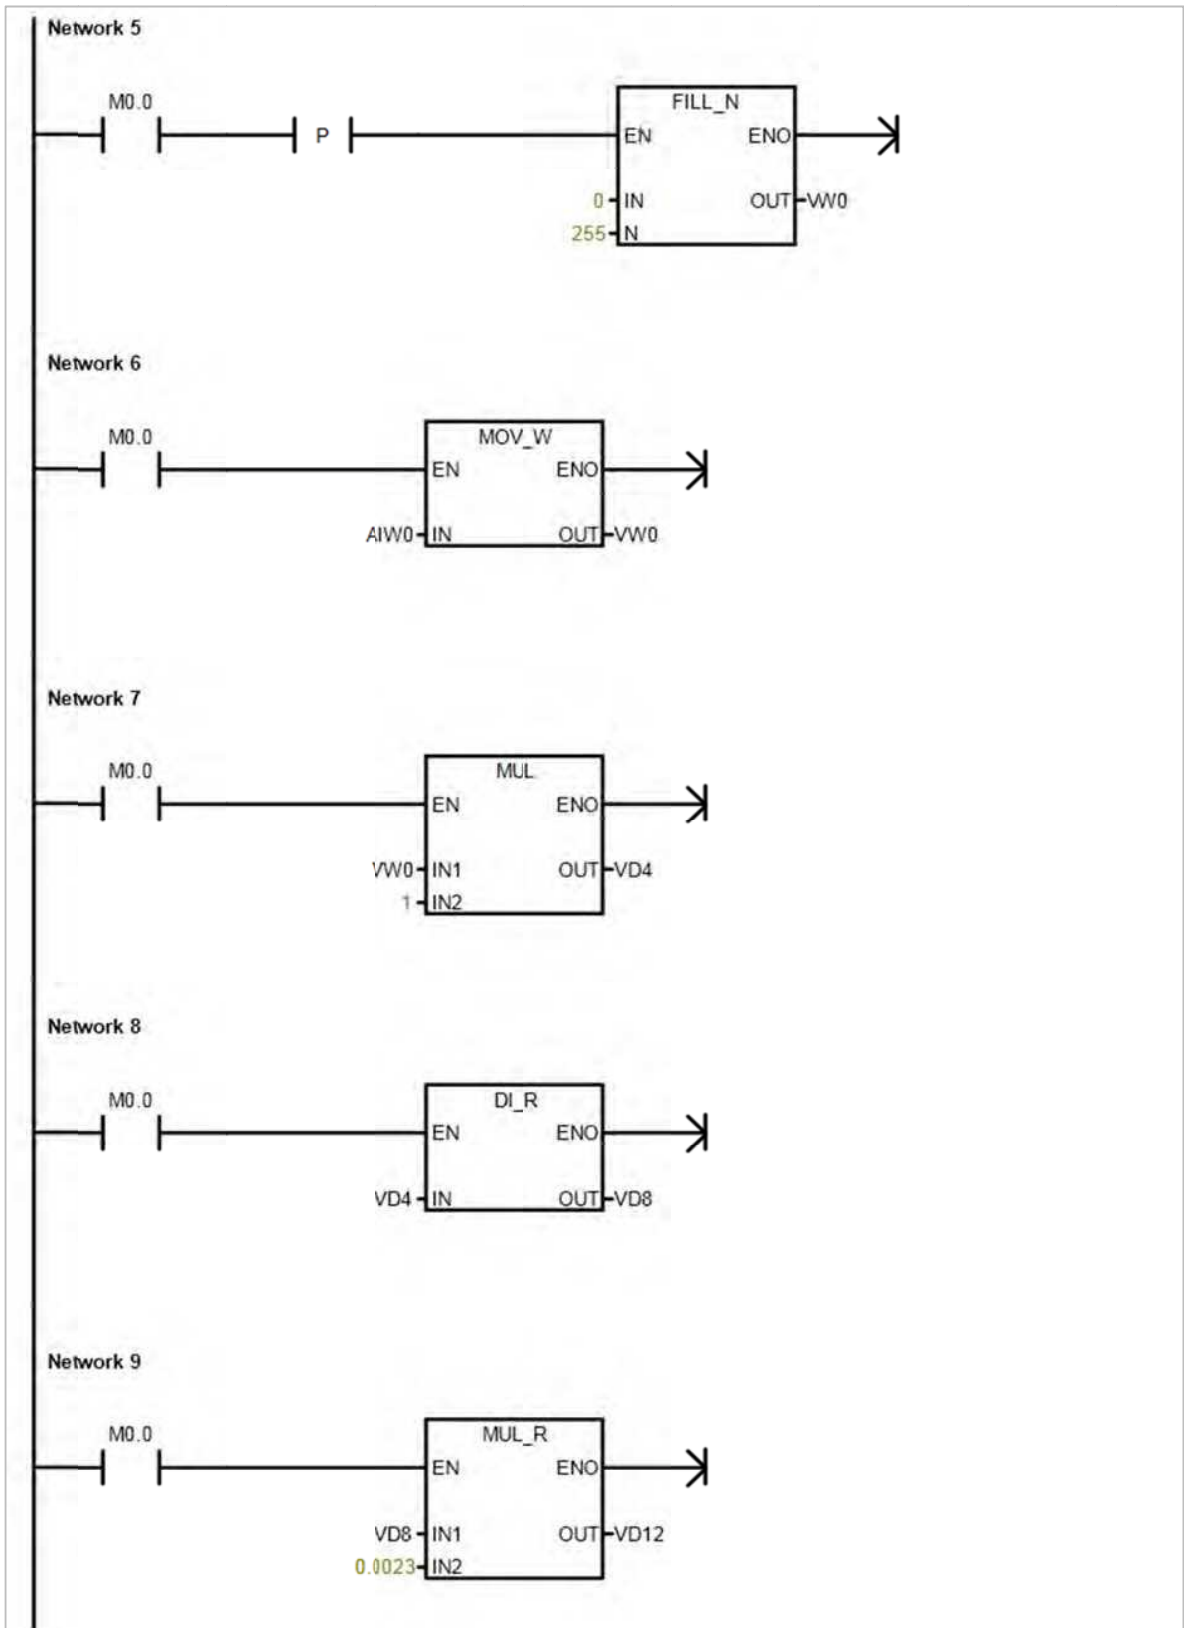 Network 5
M0.0
FILL_N
P
EN ENO
0 IN OUT VW0
255 N
Network 6
M0.0
MOV_W
EN ENO
AIW0 IN OUT VW0
Network 7
M0.0
MUL
EN ENO
VW0 IN1 OUT VD4
1 IN2
Network 8
M0.0
DI_R
EN ENO
VD4 IN OUT VD8
Network 9
M0.0
MUL_R
EN ENO
VD8 IN1 OUT VD12
0.0023 IN2